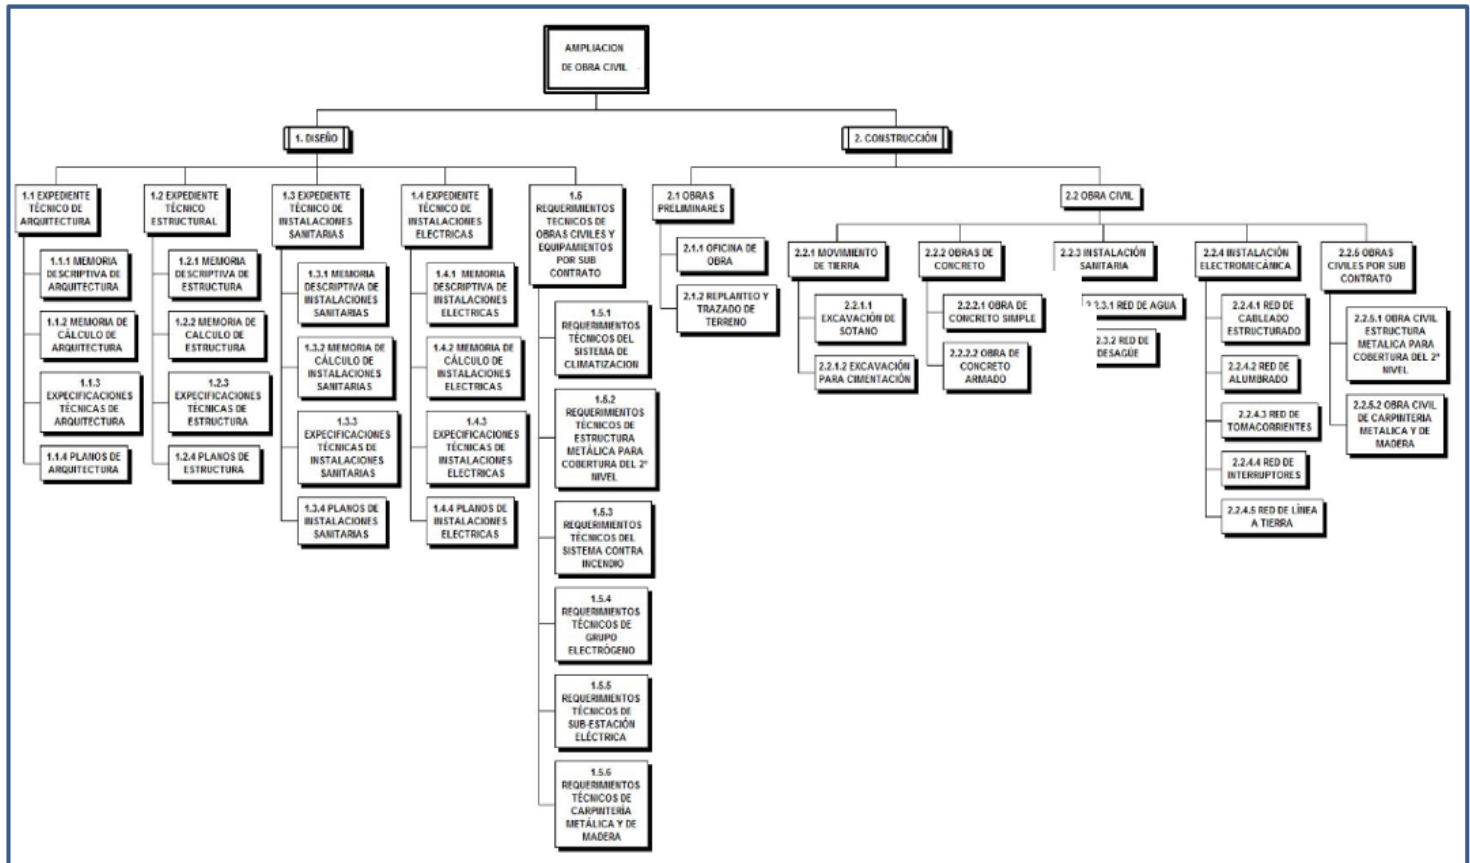 AMPLIACION
DE OBRA CIVIL
1. DISEÑO
2. CONSTRUCCIÓN
1.1 EXPEDIENTE
TÉCNICO DE
ARQUITECTURA
1.1.1 MEMORIA
DESCRIPTIVA DE
ARQUITECTURA
1.1.2 MEMORIA DE
CÁLCULO DE
ARQUITECTURA
1.1.3
EXPECIFICACIONES
TÉCNICAS DE
ARQUITECTURA
1.1.4 PLANOS DE
ARQUITECTURA
1.2 EXPEDIENTE
TÉCNICO
ESTRUCTURAL
1.2.1 MEMORIA
DESCRIPTIVA DE
ESTRUCTURA
1.2.2 MEMORIA DE
CALCULO DE
ESTRUCTURA
1.2.3
EXPECIFICACIONES
TÉCNICAS DE
ESTRUCTURA
1.2.4 PLANOS DE
ESTRUCTURA
1.3 EXPEDIENTE
TÉCNICO DE
INSTALACIONES
SANITARIAS
1.3.1 MEMORIA
DESCRIPTIVA DE
INSTALACIONES
SANITARIAS
1.3.2 MEMORIA DE
CÁLCULO DE
INSTALACIONES
SANITARIAS
1.3.3
EXPECIFICACIONES
TÉCNICAS DE
INSTALACIONES
SANITARIAS
1.3.4 PLANOS DE
INSTALACIONES
SANITARIAS
1.4 EXPEDIENTE
TÉCNICO DE
INSTALACIONES
ELECTRICAS
1.4.1 MEMORIA
DESCRIPTIVA DE
INSTALACIONES
ELECTRICAS
1.4.2 MEMORIA DE
CÁLCULO DE
INSTALACIONES
ELECTRICAS
1.4.3
EXPECIFICACIONES
TÉCNICAS DE
INSTALACIONES
ELECTRICAS
1.4.4 PLANOS DE
INSTALACIONES
ELECTRICAS
1.5
REQUERIMIENTOS
TECNICOS DE
OBRAS CIVILES Y
EQUIPAMIENTOS
POR SUB
CONTRATO
1.5.1
REQUERIMIENTOS
TÉCNICOS DEL
SISTEMA DE
CLIMATIZACION
1.5.2
REQUERIMIENTOS
TÉCNICOS DE
ESTRUCTURA
METÁLICA PARA
COBERTURA DEL 2º
NIVEL
1.5.3
REQUERIMIENTOS
TÉCNICOS DEL
SISTEMA CONTRA
INCENDIO
1.5.4
REQUERIMIENTOS
TÉCNICOS DE
GRUPO
ELECTRÓGENO
1.5.5
REQUERIMIENTOS
TÉCNICOS DE
SUB-ESTACIÓN
ELÉCTRICA
1.5.6
REQUERIMIENTOS
TÉCNICOS DE
CARPINTERÍA
METÁLICA Y DE
MADERA
2.1 OBRAS
PRELIMINARES
2.1.1 OFICINA DE
OBRA
2.1.2 REPLANTEO Y
TRAZADO DE
TERRENO
2.2 OBRA CIVIL
2.2.1 MOVIMIENTO
DE TIERRA
2.2.1.1
EXCAVACIÓN DE
SOTANO
2.2.1.2 EXCAVACIÓN
PARA CIMENTACIÓN
2.2.2 OBRAS DE
CONCRETO
2.2.2.1 OBRA DE
CONCRETO SIMPLE
2.2.2.2 OBRA DE
CONCRETO
ARMADO
2.2.3 INSTALACIÓN
SANITARIA
2.2.3.1 RED DE AGUA
2.3.2 RED DE
DESAGÜE
2.2.4 INSTALACIÓN
ELECTROMECÁNICA
2.2.4.1 RED DE
CABLEADO
ESTRUCTURADO
2.2.4.2 RED DE
ALUMBRADO
2.2.4.3 RED DE
TOMACORRIENTES
2.2.4.4 RED DE
INTERRUPTORES
2.2.4.5 RED DE LÍNEA
A TIERRA
2.2.5 OBRAS
CIVILES POR SUB
CONTRATO
2.2.5.1 OBRA CIVIL
ESTRUCTURA
METALICA PARA
COBERTURA DEL 2º
NIVEL
2.2.5.2 OBRA CIVIL
DE CARPINTERIA
METALICA Y DE
MADERA